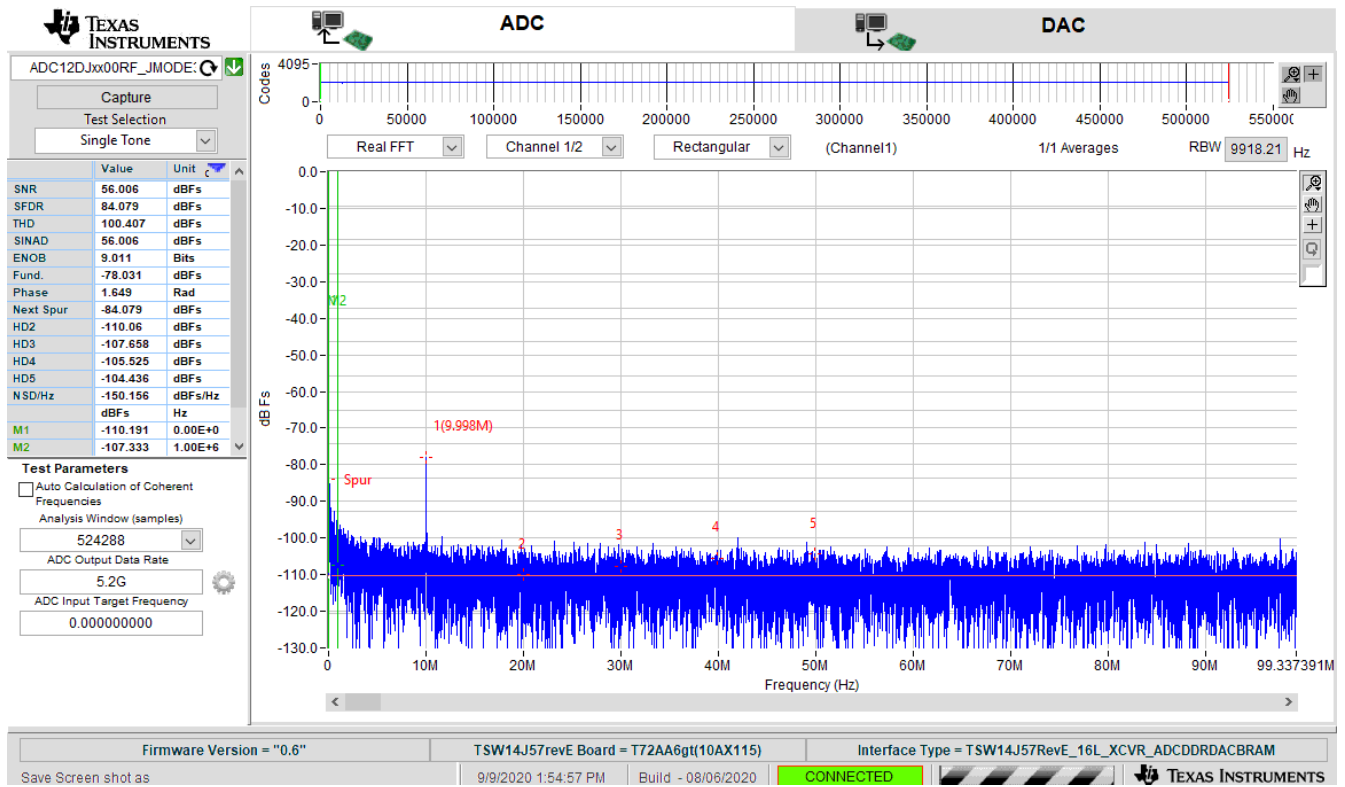 TEXAS INSTRUMENTS
ADC
DAC
ADC12DJxx00RF_JMODE:
Capture
Test Selection
Single Tone
Value Unit
SNR 56.006 dBFs
SFDR 84.079 dBFs
THD 100.407 dBFs
SINAD 56.006 dBFs
ENOB 9.011 Bits
Fund. -78.031 dBFs
Phase 1.649 Rad
Next Spur -84.079 dBFs
HD2 -110.06 dBFs
HD3 -107.658 dBFs
HD4 -105.525 dBFs
HD5 -104.436 dBFs
NSD/Hz -150.156 dBFs/Hz
dBFs Hz
M1 -110.191 0.00E+0
M2 -107.333 1.00E+6
Test Parameters
Auto Calculation of Coherent
Frequencies
Analysis Window (samples)
524288
ADC Output Data Rate
5.2G
ADC Input Target Frequency
0.000000000
Codes
4095
0
0 50000 100000 150000 200000 250000 300000 350000 400000 450000 500000 55000
Real FFT Channel 1/2 Rectangular (Channel1) 1/1 Averages RBW 9918.21 Hz
dB Fs
0.0
-10.0
-20.0
-30.0
-40.0
-50.0
-60.0
-70.0
-80.0
-90.0
-100.0
-110.0
-120.0
-130.0
1(9.998M)
Spur
2
3
4
5
0 10M 20M 30M 40M 50M 60M 70M 80M 90M 99.337391M
Frequency (Hz)
Firmware Version = "0.6" TSW14J57revE Board = T72AA6gt(10AX115) Interface Type = TSW14J57RevE_16L_XCVR_ADCDDRDACBRAM
Save Screen shot as 9/9/2020 1:54:57 PM Build - 08/06/2020 CONNECTED TEXAS INSTRUMENTS